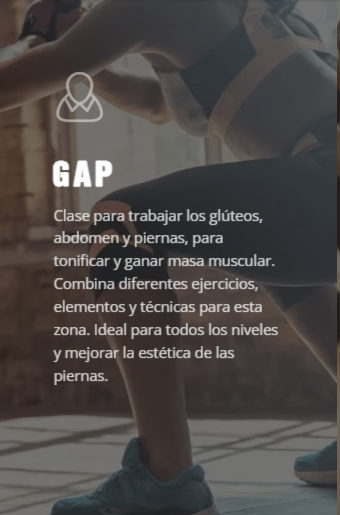 GAP
Clase para trabajar los glúteos,
abdomen y piernas, para
tonificar y ganar masa muscular.
Combina diferentes ejercicios,
elementos y técnicas para esta
zona. Ideal para todos los niveles
y mejorar la estética de las
piernas.